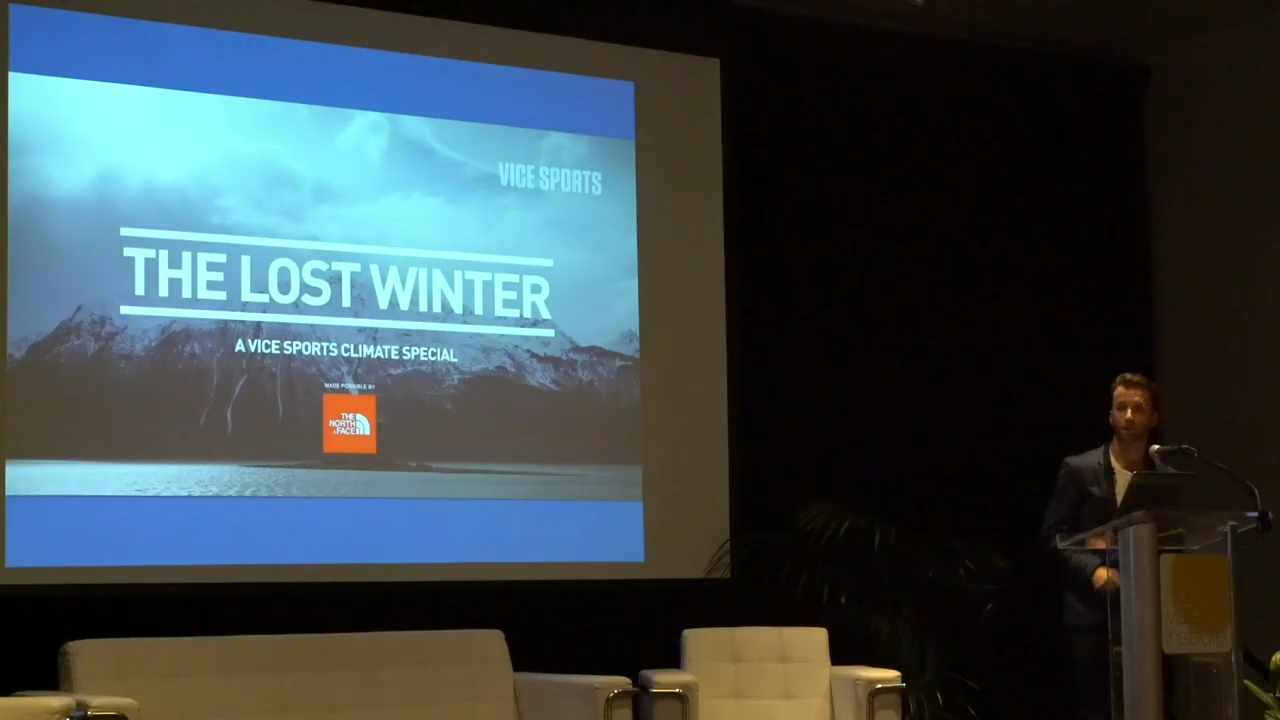 VICE SPORTS
THE LOST WINTER
A VICE SPORTS CLIMATE SPECIAL
MADE POSSIBLE BY
THE
NORTH
FACE